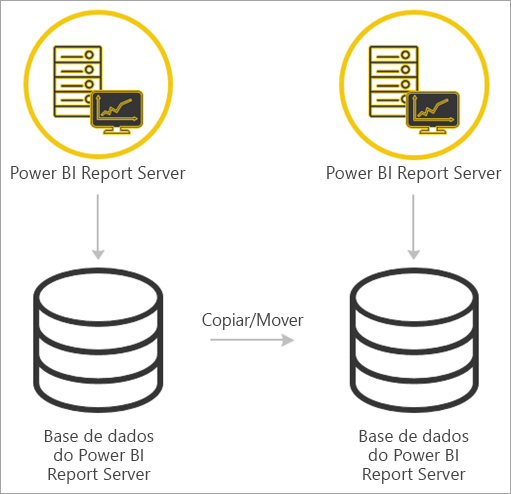 Power BI Report Server
Power BI Report Server
Copiar/Mover
Base de dados
do Power BI
Report Server
Base de dados
do Power BI
Report Server